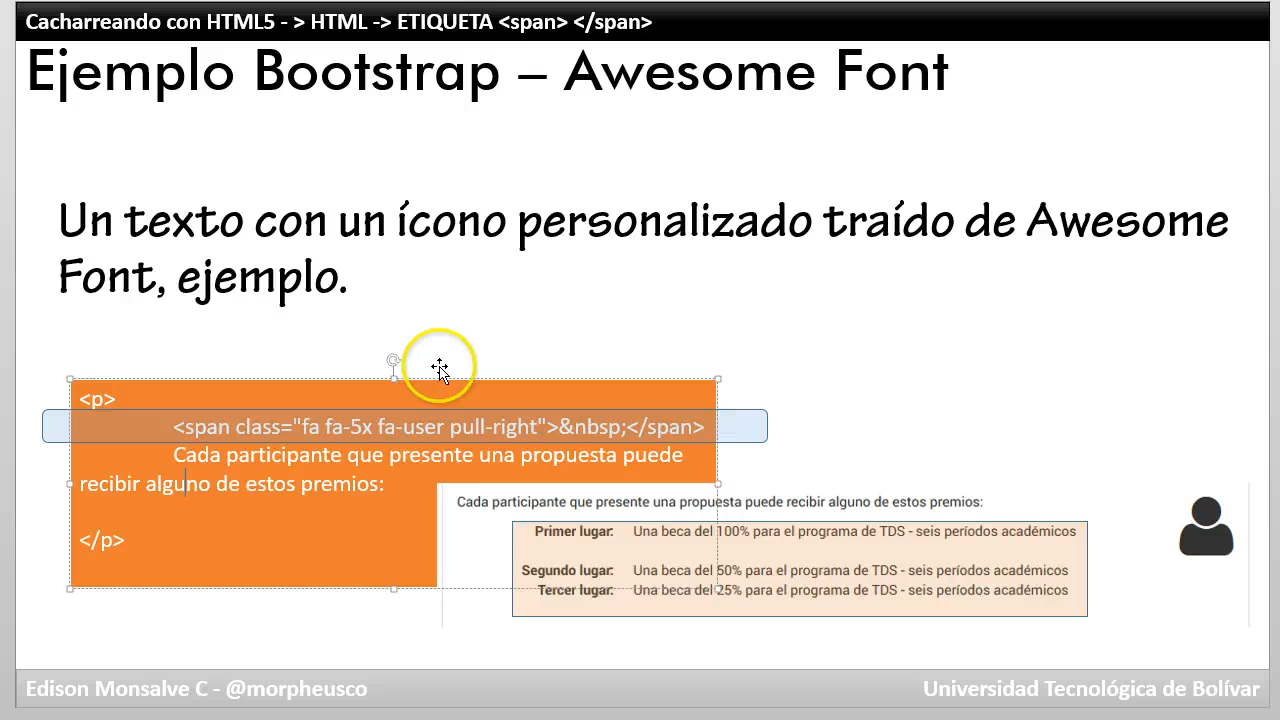 Cacharreando con HTML5 - > HTML -> ETIQUETA <span> </span>
Ejemplo Bootstrap – Awesome Font
Un texto con un ícono personalizado traído de Awesome
Font, ejemplo.
<p>
<span class="fa fa-5x fa-user pull-right">&nbsp;</span>
Cada participante que presente una propuesta puede
recibir alguno de estos premios:
</p>
Cada participante que presente una propuesta puede recibir alguno de estos premios:
Primer lugar: Una beca del 100% para el programa de TDS - seis períodos académicos
Segundo lugar: Una beca del 50% para el programa de TDS - seis períodos académicos
Tercer lugar: Una beca del 25% para el programa de TDS - seis períodos académicos
Edison Monsalve C - @morpheusco
Universidad Tecnológica de Bolívar